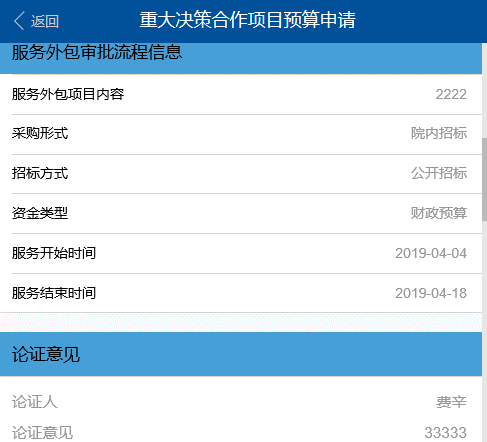 返回
重大决策合作项目预算申请
服务外包审批流程信息
服务外包项目内容 2222
采购形式 院内招标
招标方式 公开招标
资金类型 财政预算
服务开始时间 2019-04-04
服务结束时间 2019-04-18
论证意见
论证人 费辛
论证意见 33333